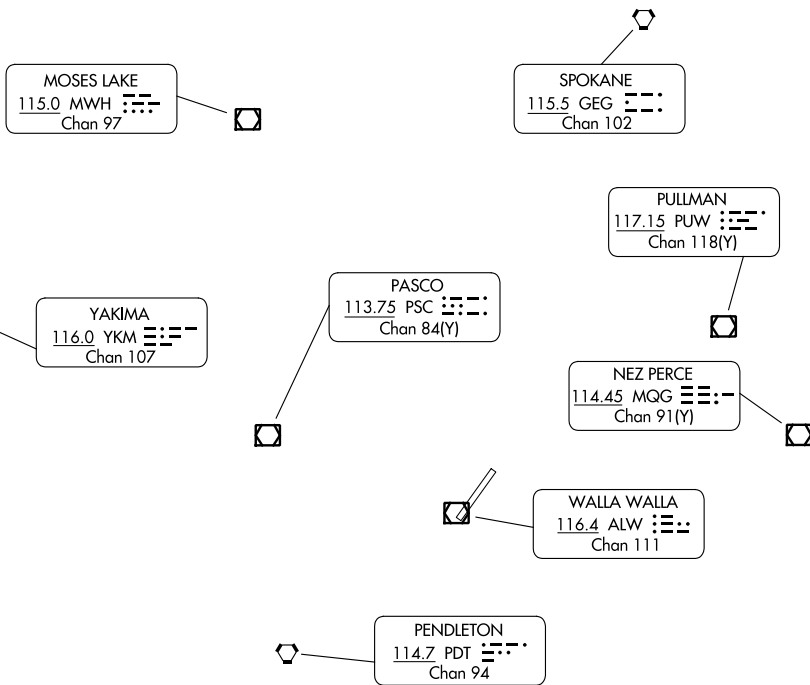 MOSES LAKE
115.0 MWH
Chan 97
SPOKANE
115.5 GEG
Chan 102
PULLMAN
117.15 PUW
Chan 118(Y)
PASCO
113.75 PSC
Chan 84(Y)
YAKIMA
116.0 YKM
Chan 107
NEZ PERCE
114.45 MQG
Chan 91(Y)
WALLA WALLA
116.4 ALW
Chan 111
PENDLETON
114.7 PDT
Chan 94